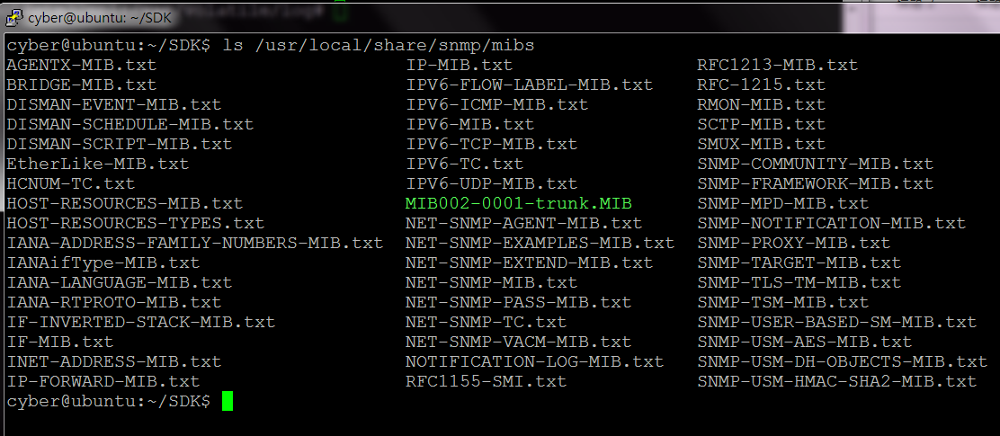 cyber@ubuntu: ~/SDK
cyber@ubuntu:~/SDK$ ls /usr/local/share/snmp/mibs
AGENTX-MIB.txt IP-MIB.txt RFC1213-MIB.txt
BRIDGE-MIB.txt IPV6-FLOW-LABEL-MIB.txt RFC-1215.txt
DISMAN-EVENT-MIB.txt IPV6-ICMP-MIB.txt RMON-MIB.txt
DISMAN-SCHEDULE-MIB.txt IPV6-MIB.txt SCTP-MIB.txt
DISMAN-SCRIPT-MIB.txt IPV6-TCP-MIB.txt SMUX-MIB.txt
EtherLike-MIB.txt IPV6-TC.txt SNMP-COMMUNITY-MIB.txt
HCNUM-TC.txt IPV6-UDP-MIB.txt SNMP-FRAMEWORK-MIB.txt
HOST-RESOURCES-MIB.txt MIB002-0001-trunk.MIB SNMP-MPD-MIB.txt
HOST-RESOURCES-TYPES.txt NET-SNMP-AGENT-MIB.txt SNMP-NOTIFICATION-MIB.txt
IANA-ADDRESS-FAMILY-NUMBERS-MIB.txt NET-SNMP-EXAMPLES-MIB.txt SNMP-PROXY-MIB.txt
IANAifType-MIB.txt NET-SNMP-EXTEND-MIB.txt SNMP-TARGET-MIB.txt
IANA-LANGUAGE-MIB.txt NET-SNMP-MIB.txt SNMP-TLS-TM-MIB.txt
IANA-RTPROTO-MIB.txt NET-SNMP-PASS-MIB.txt SNMP-TSM-MIB.txt
IF-INVERTED-STACK-MIB.txt NET-SNMP-TC.txt SNMP-USER-BASED-SM-MIB.txt
IF-MIB.txt NET-SNMP-VACM-MIB.txt SNMP-USM-AES-MIB.txt
INET-ADDRESS-MIB.txt NOTIFICATION-LOG-MIB.txt SNMP-USM-DH-OBJECTS-MIB.txt
IP-FORWARD-MIB.txt RFC1155-SMI.txt SNMP-USM-HMAC-SHA2-MIB.txt
cyber@ubuntu:~/SDK$